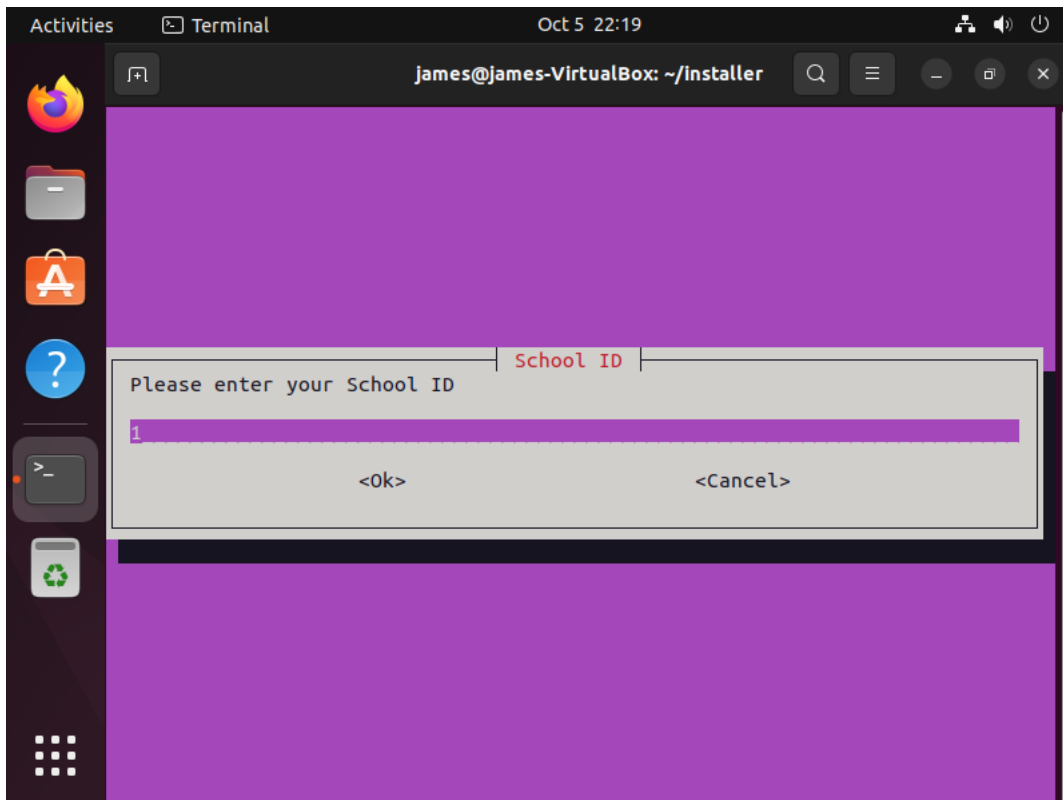 Activities Terminal Oct 5 22:19
james@james-VirtualBox: ~/installer
School ID
Please enter your School ID
1
<Ok> <Cancel>